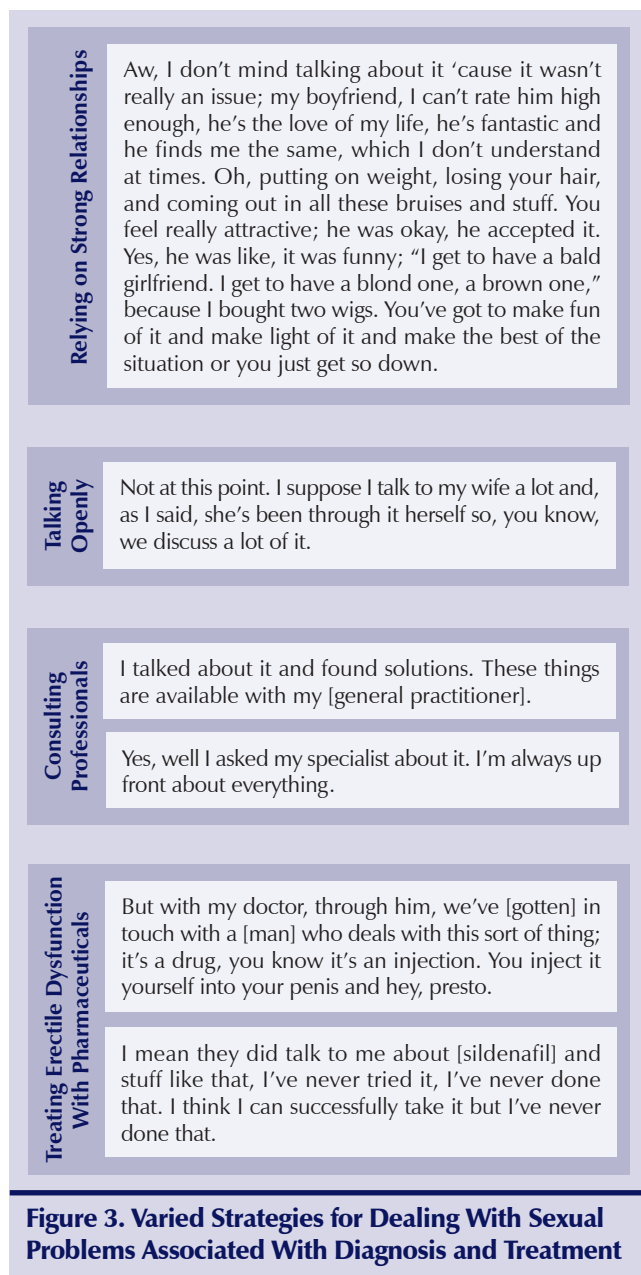 Relying on Strong Relationships
Aw, I don’t mind talking about it ‘cause it wasn’t
really an issue; my boyfriend, I can’t rate him high
enough, he’s the love of my life, he’s fantastic and
he finds me the same, which I don’t understand
at times. Oh, putting on weight, losing your hair,
and coming out in all these bruises and stuff. You
feel really attractive; he was okay, he accepted it.
Yes, he was like, it was funny; “I get to have a bald
girlfriend. I get to have a blond one, a brown one,”
because I bought two wigs. You’ve got to make fun
of it and make light of it and make the best of the
situation or you just get so down.
Talking
Openly
Not at this point. I suppose I talk to my wife a lot and,
as I said, she’s been through it herself so, you know,
we discuss a lot of it.
Consulting
Professionals
I talked about it and found solutions. These things
are available with my [general practitioner].
Yes, well I asked my specialist about it. I’m always up
front about everything.
Treating Erectile Dysfunction
With Pharmaceuticals
But with my doctor, through him, we’ve [gotten] in
touch with a [man] who deals with this sort of thing;
it’s a drug, you know it’s an injection. You inject it
yourself into your penis and hey, presto.
I mean they did talk to me about [sildenafil] and
stuff like that, I’ve never tried it, I’ve never done
that. I think I can successfully take it but I’ve never
done that.
Figure 3. Varied Strategies for Dealing With Sexual
Problems Associated With Diagnosis and Treatment